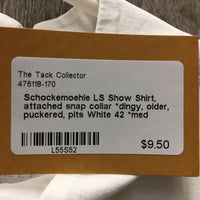 The Tack Collector
476118-170
Schockemoehle LS Show Shirt,
attached snap collar *dingy, older,
puckered, pits White 42 *med
L55S52
$9.50